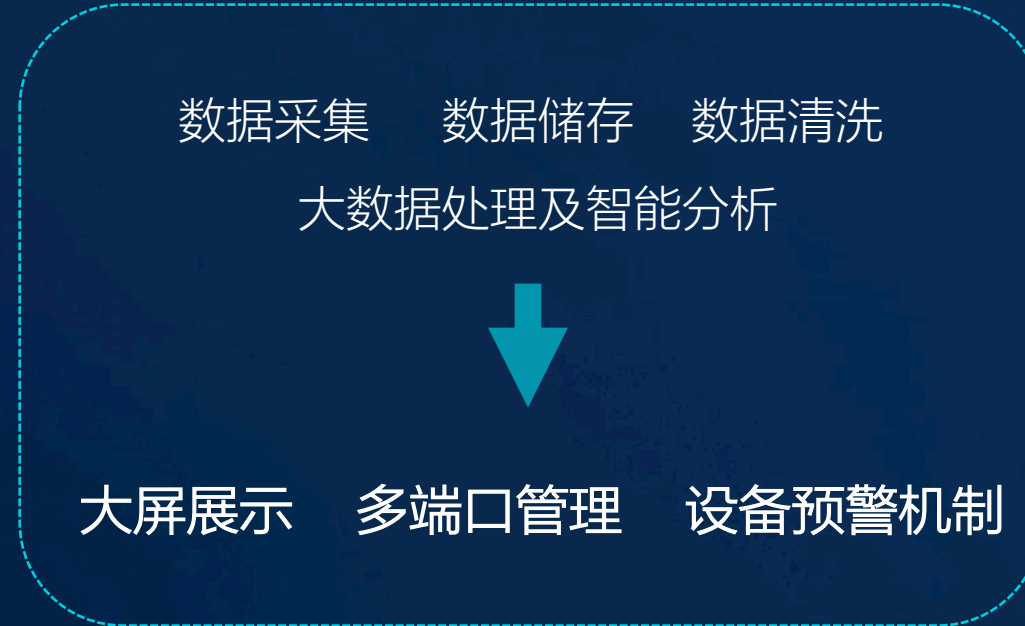 数据采集 数据储存 数据清洗
大数据处理及智能分析
大屏展示 多端口管理 设备预警机制